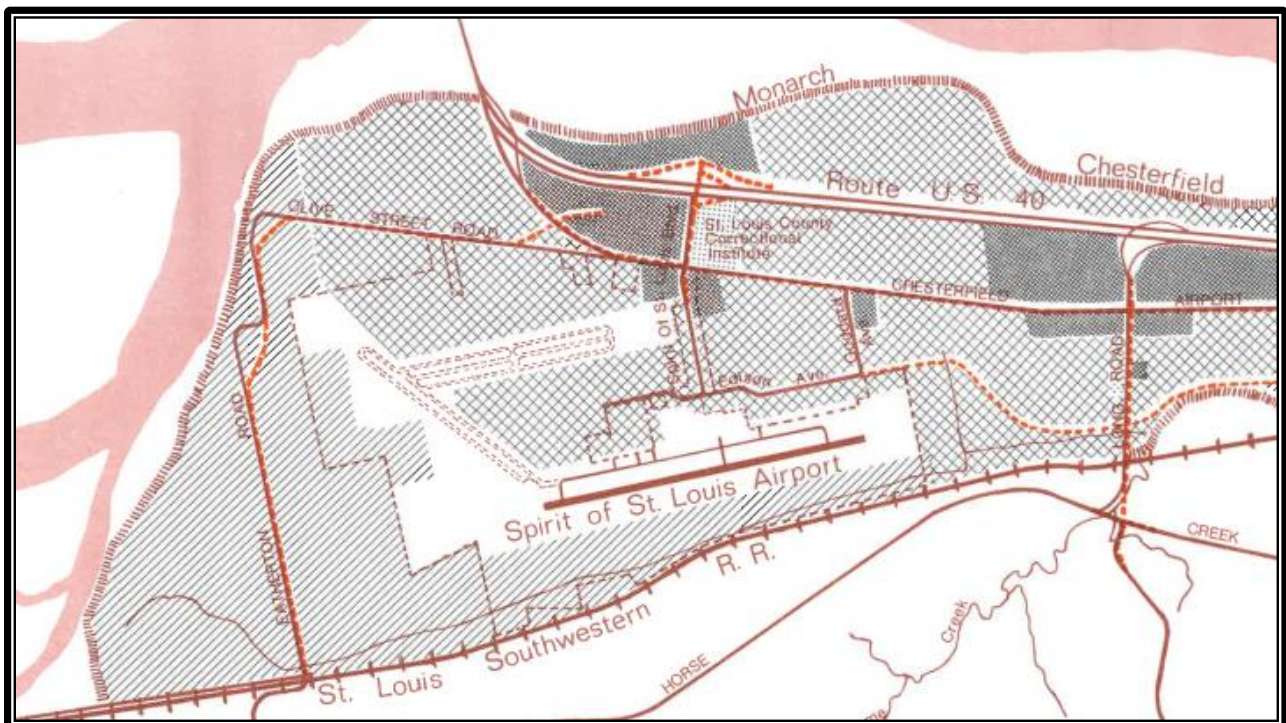 Monarch
Chesterfield
Route U.S. 40
OLIVE STREET ROAD
St. Louis County
Correctional
Institute
CHESTERFIELD
AIRPORT
LONG ROAD
Edison Ave.
Spirit of St. Louis Airport
ROAD
EATHERTON
R. R.
Southwestern
St. Louis
CREEK
HORSE
Creek